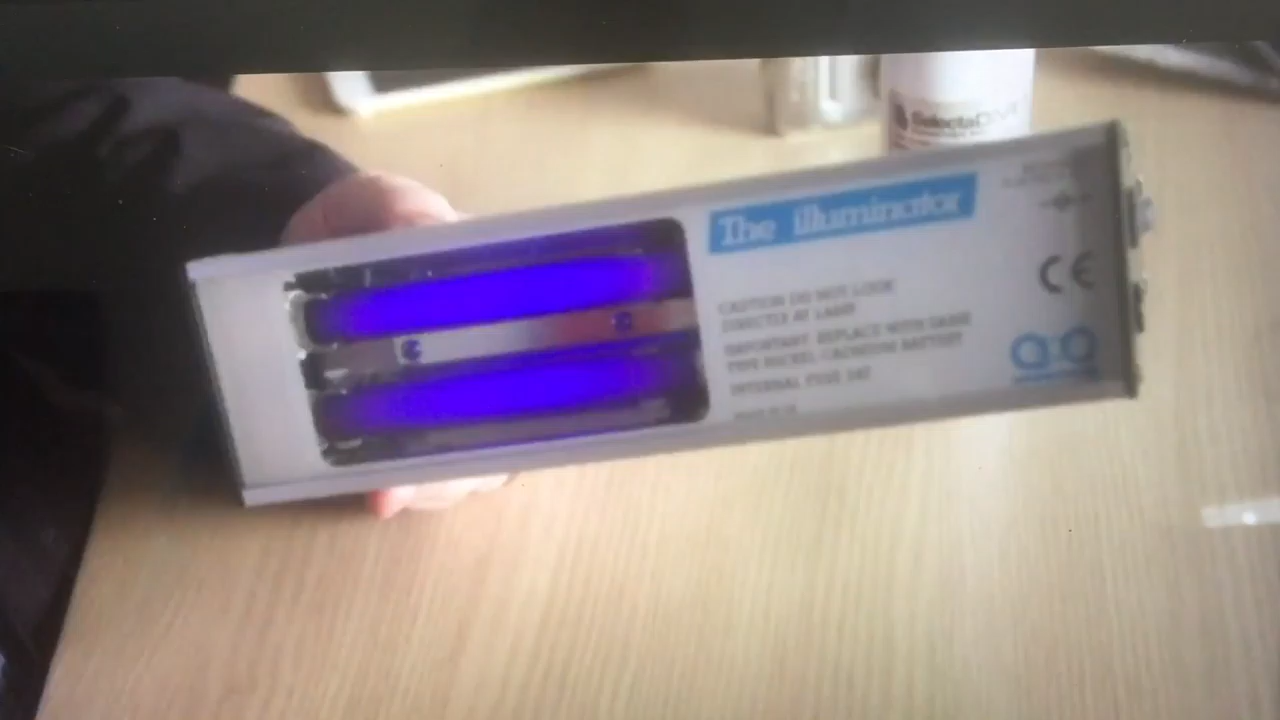 SelectaDNA
The illuminator
CE
CAUTION DO NOT LOOK
DIRECTLY AT LAMP
IMPORTANT REPLACE WITH SAME
TYPE NICKEL CADMIUM BATTERY
INTERNAL FUSE